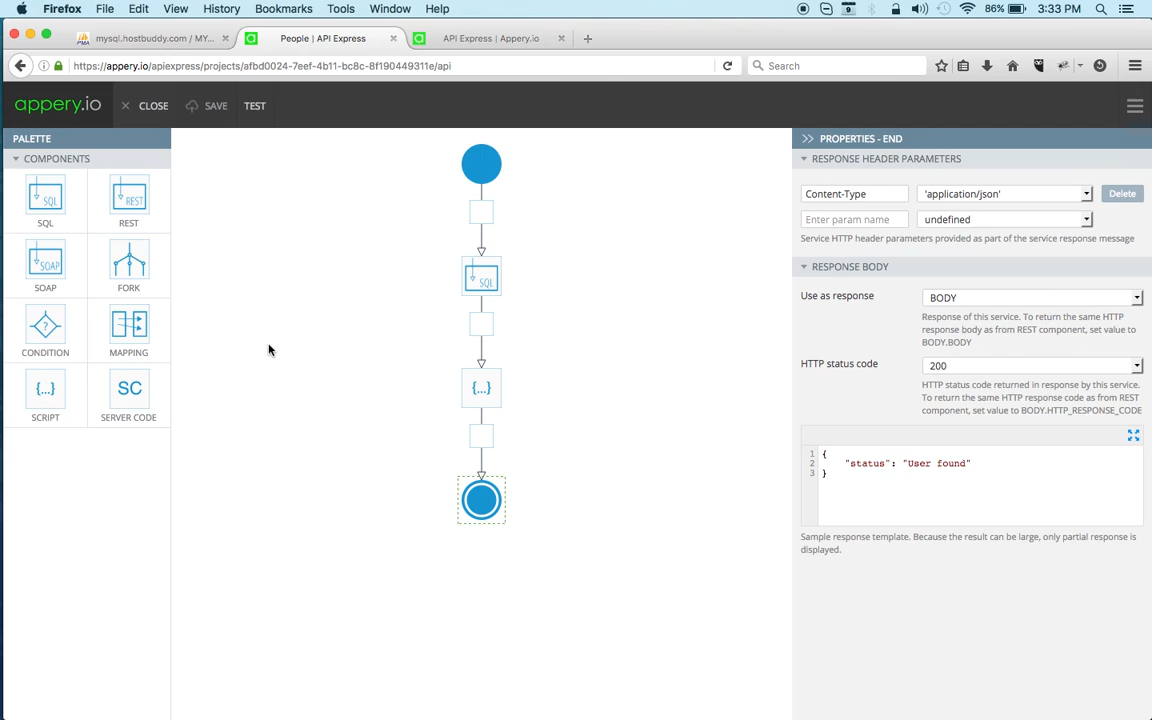 Firefox File Edit View History Bookmarks Tools Window Help
9 86% 3:33 PM
PMA mysql.hostbuddy.com / MY... × People | API Express × API Express | Appery.io × +
https://appery.io/apiexpress/projects/afbd0024-7eef-4b11-bc8c-8f190449311e/api
Search
appery.io × CLOSE SAVE TEST
PALETTE
COMPONENTS
SQL
REST
SQL
REST
SOAP
SOAP
FORK
?
CONDITION
MAPPING
{...}
SC
SCRIPT
SERVER CODE
SQL
{...}
>> PROPERTIES - END
RESPONSE HEADER PARAMETERS
Content-Type 'application/json' Delete
Enter param name undefined
Service HTTP header parameters provided as part of the service response message
RESPONSE BODY
Use as response BODY
Response of this service. To return the same HTTP
response body as from REST component, set value to
BODY.BODY
HTTP status code 200
HTTP status code returned in response by this service.
To return the same HTTP response code as from REST
component, set value to BODY.HTTP_RESPONSE_CODE
1 {
2 "status": "User found"
3 }
Sample response template. Because the result can be large, only partial response is
displayed.